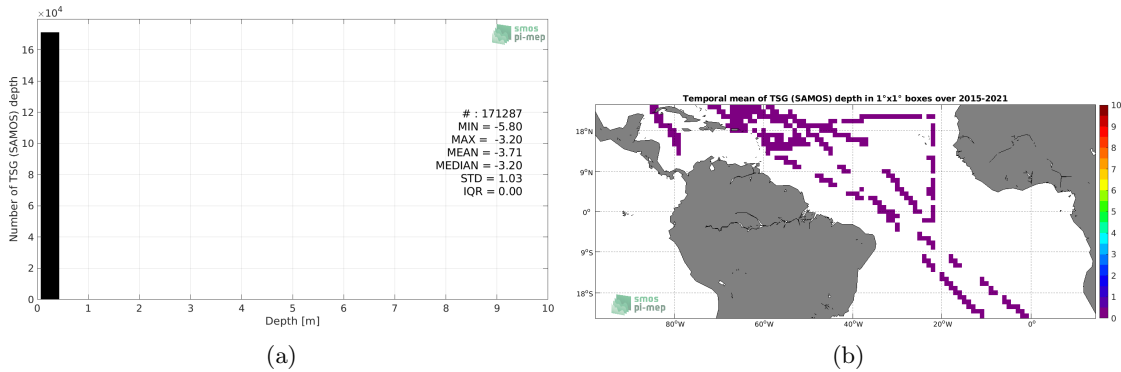 ×10⁴
16
14
12
10
8
6
4
2
0
Number of TSG (SAMOS) depth
0 1 2 3 4 5 6 7 8 9 10
Depth [m]
smos
pi-mep
# : 171287
MIN = -5.80
MAX = -3.20
MEAN = -3.71
MEDIAN = -3.20
STD = 1.03
IQR = 0.00
(a)
Temporal mean of TSG (SAMOS) depth in 1°x1° boxes over 2015-2021
18°N
9°N
0°
9°S
18°S
80°W 60°W 40°W 20°W 0°
smos
pi-mep
10
9
8
7
6
5
4
3
2
1
0
(b)